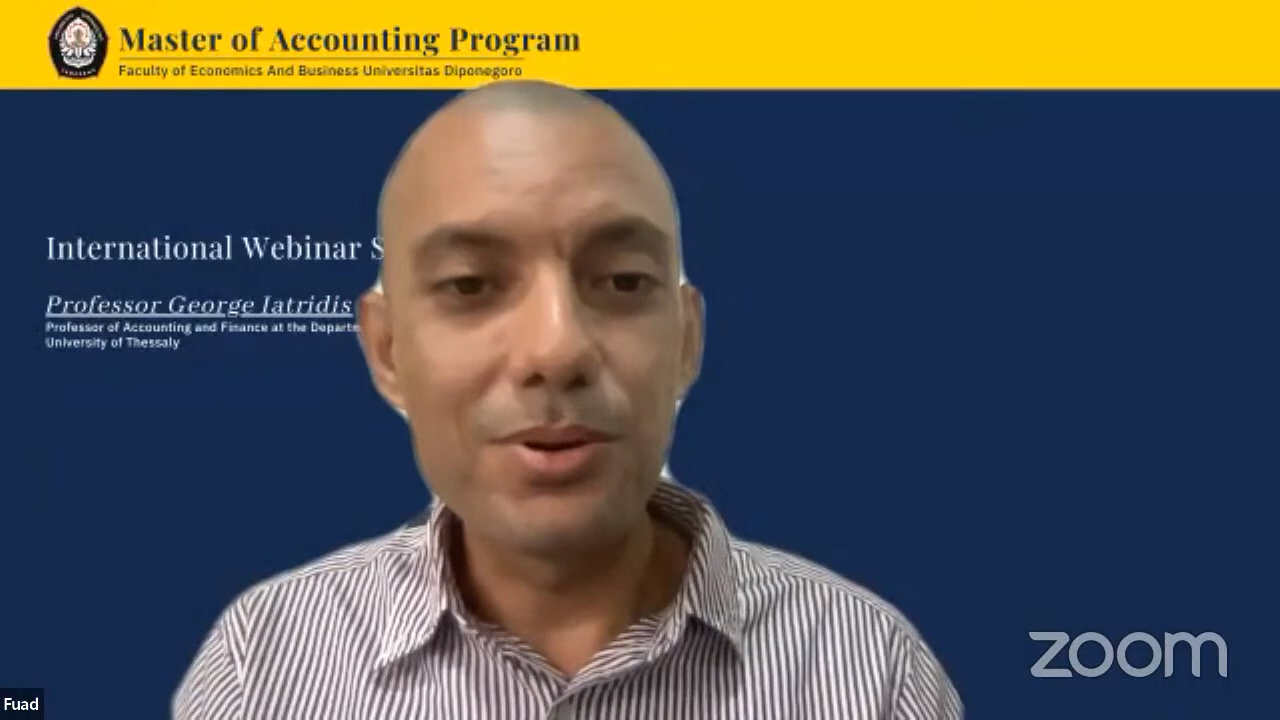 Master of Accounting Program
Faculty of Economics And Business Universitas Diponegoro
International Webinar S
Professor George Iatridis
Professor of Accounting and Finance at the Departm
University of Thessaly
zoom
Fuad